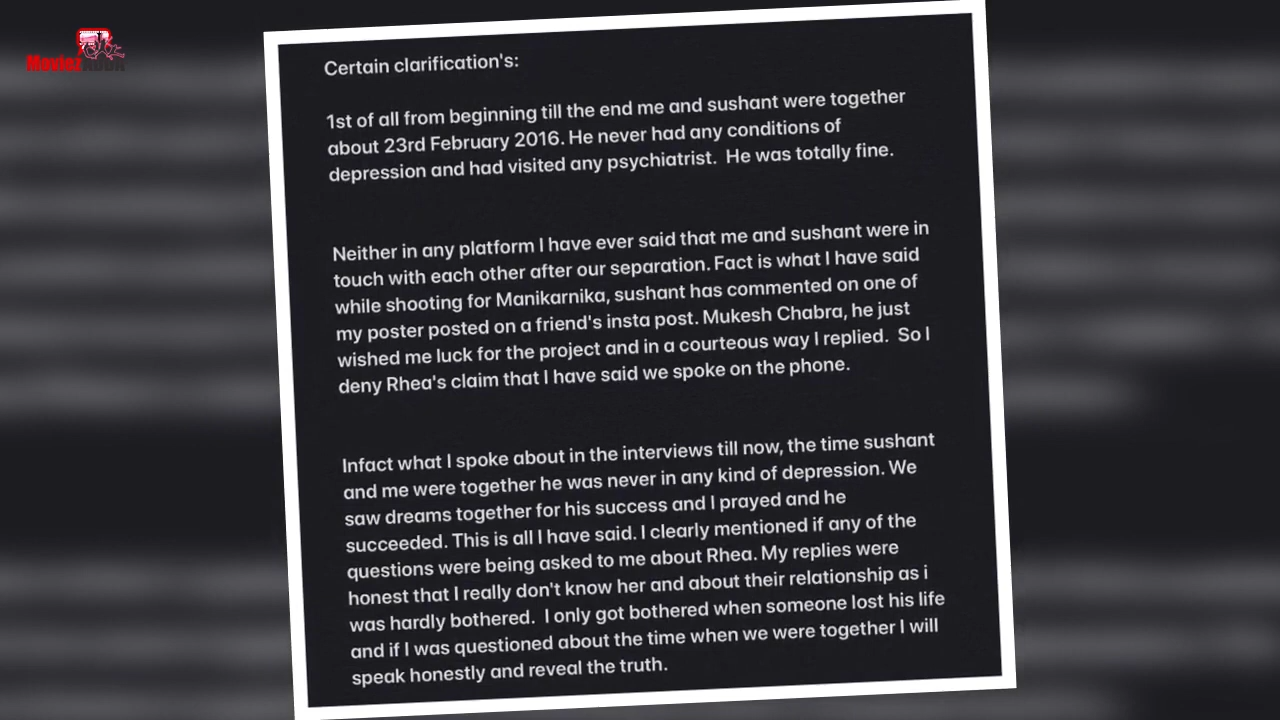 Moviez
Certain clarification's:
1st of all from beginning till the end me and sushant were together
about 23rd February 2016. He never had any conditions of
depression and had visited any psychiatrist. He was totally fine.
Neither in any platform I have ever said that me and sushant were in
touch with each other after our separation. Fact is what I have said
while shooting for Manikarnika, sushant has commented on one of
my poster posted on a friend's insta post. Mukesh Chabra, he just
wished me luck for the project and in a courteous way I replied. So I
deny Rhea's claim that I have said we spoke on the phone.
Infact what I spoke about in the interviews till now, the time sushant
and me were together he was never in any kind of depression. We
saw dreams together for his success and I prayed and he
succeeded. This is all I have said. I clearly mentioned if any of the
questions were being asked to me about Rhea. My replies were
honest that I really don't know her and about their relationship as i
was hardly bothered. I only got bothered when someone lost his life
and if I was questioned about the time when we were together I will
speak honestly and reveal the truth.